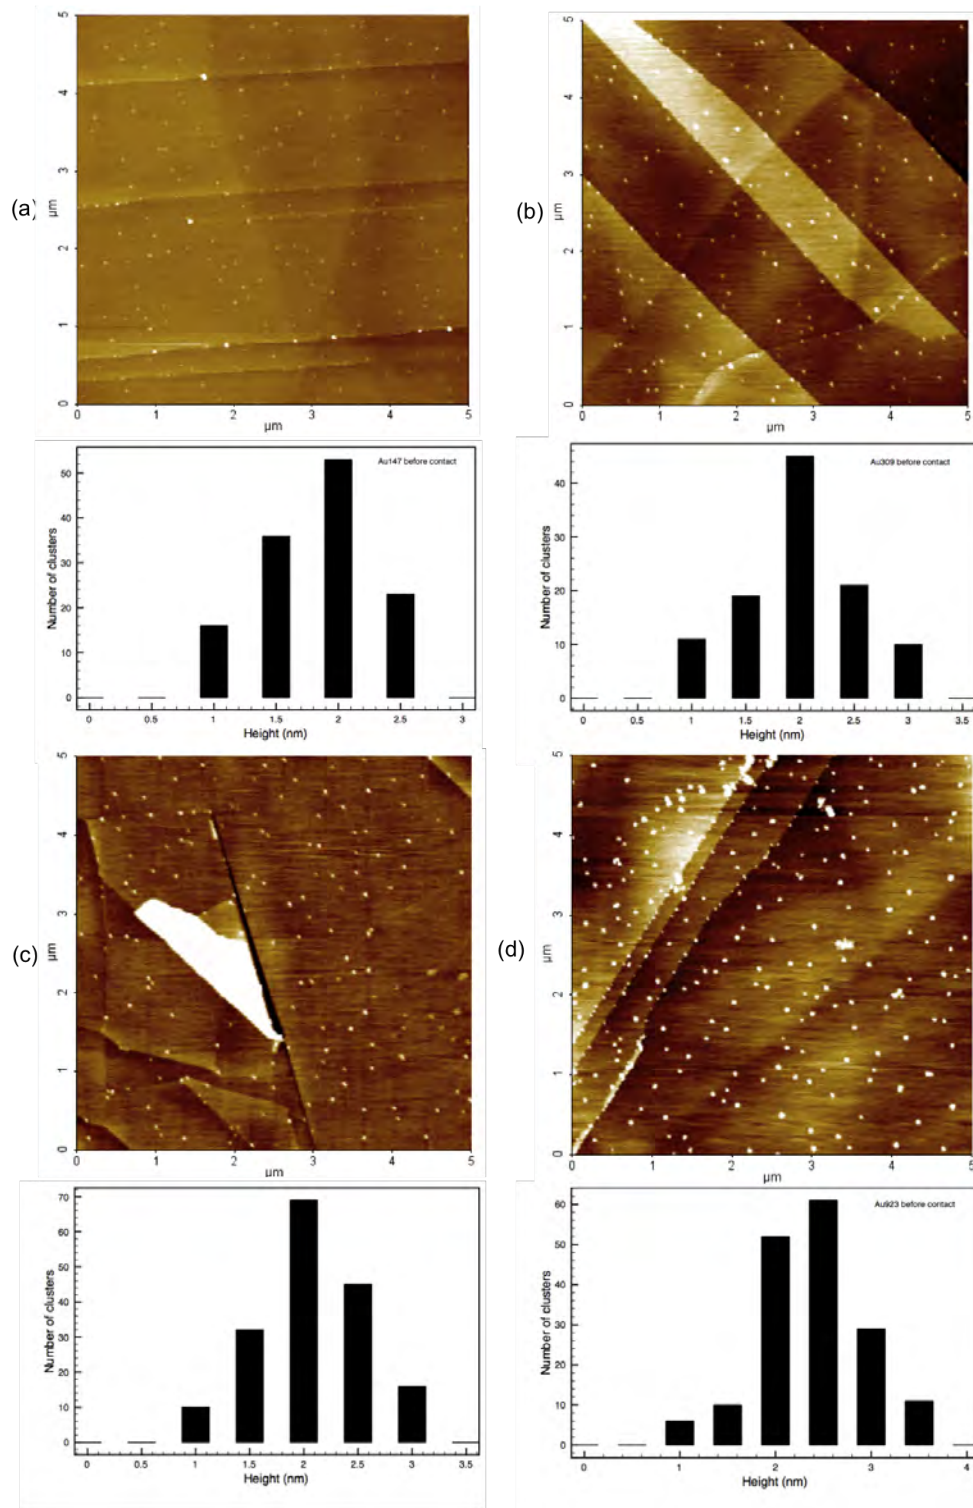 (a)
5
4
3
2
1
0
µm
0 1 2 3 4 5
µm
(b)
5
4
3
2
1
0
µm
0 1 2 3 4 5
µm
Au147 before contact
50
40
30
20
10
0
Number of clusters
0 0.5 1 1.5 2 2.5 3
Height (nm)
Au309 before contact
40
30
20
10
0
Number of clusters
0 0.5 1 1.5 2 2.5 3 3.5
Height (nm)
(c)
5
4
3
2
1
0
µm
0 1 2 3 4 5
µm
(d)
5
4
3
2
1
0
µm
0 1 2 3 4 5
µm
70
60
50
40
30
20
10
0
Number of clusters
0 0.5 1 1.5 2 2.5 3 3.5
Height (nm)
Au923 before contact
60
50
40
30
20
10
0
Number of clusters
0 1 2 3 4
Height (nm)